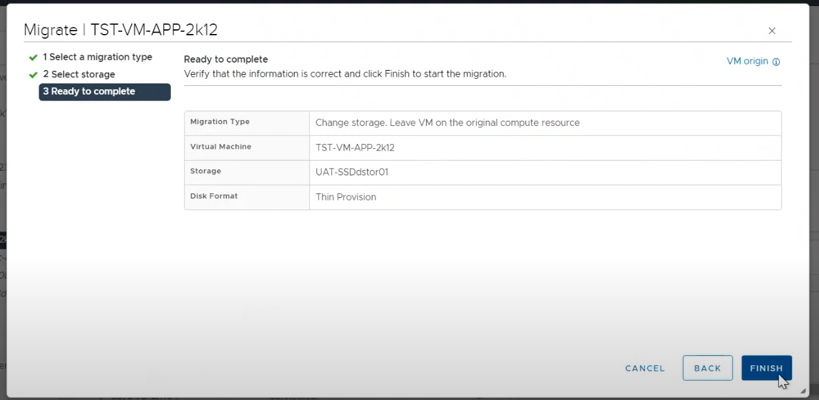 Migrate | TST-VM-APP-2k12
1 Select a migration type
2 Select storage
3 Ready to complete
Ready to complete
Verify that the information is correct and click Finish to start the migration.
VM origin
Migration Type Change storage. Leave VM on the original compute resource
Virtual Machine TST-VM-APP-2k12
Storage UAT-SSDdstor01
Disk Format Thin Provision
CANCEL BACK FINISH